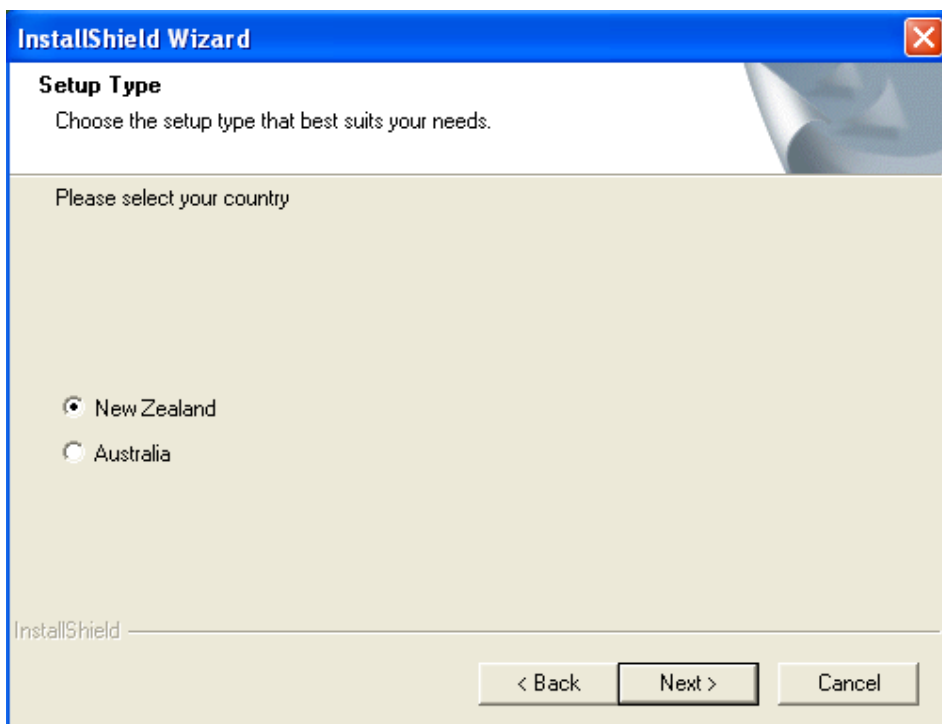 InstallShield Wizard
Setup Type
Choose the setup type that best suits your needs.
Please select your country
New Zealand
Australia
InstallShield
< Back Next > Cancel